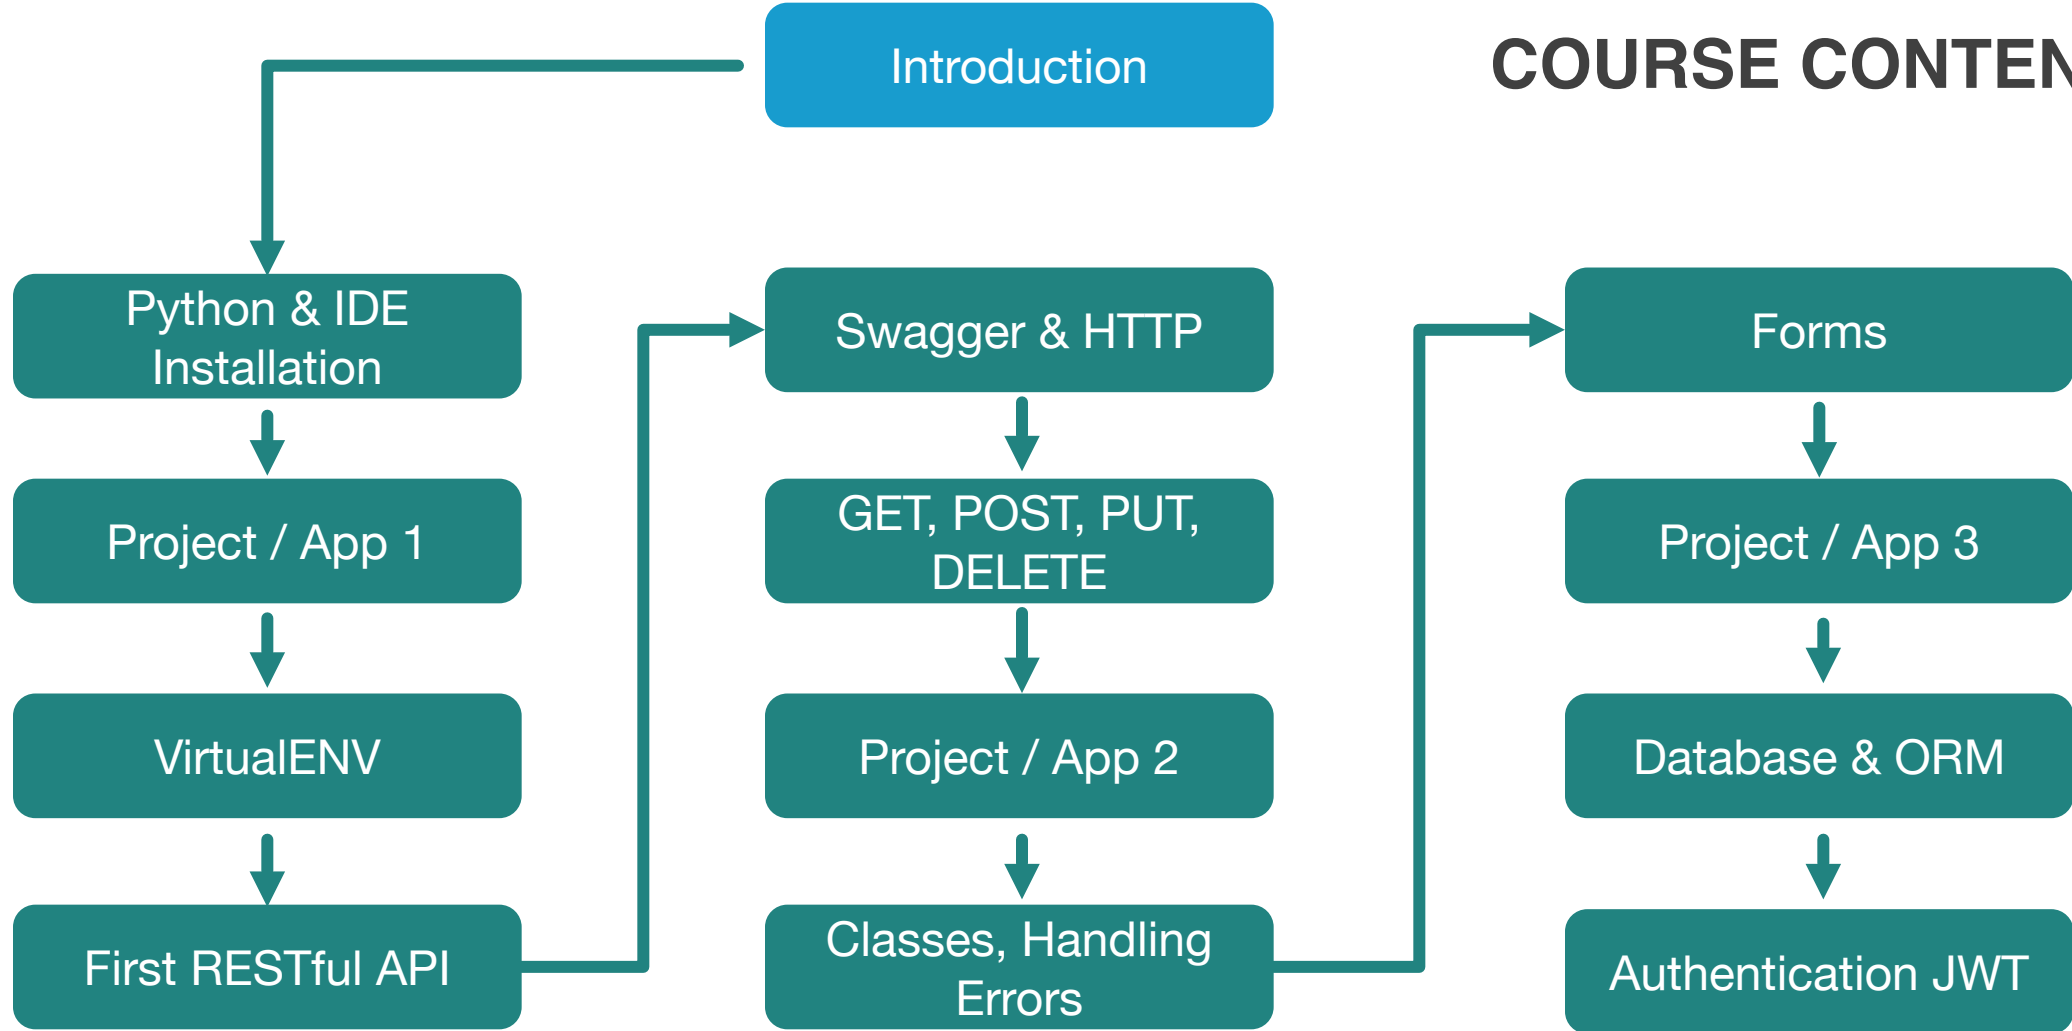 Introduction
COURSE CONTEN
Python & IDE
Installation
Project / App 1
VirtualENV
First RESTful API
Swagger & HTTP
GET, POST, PUT,
DELETE
Project / App 2
Classes, Handling
Errors
Forms
Project / App 3
Database & ORM
Authentication JWT